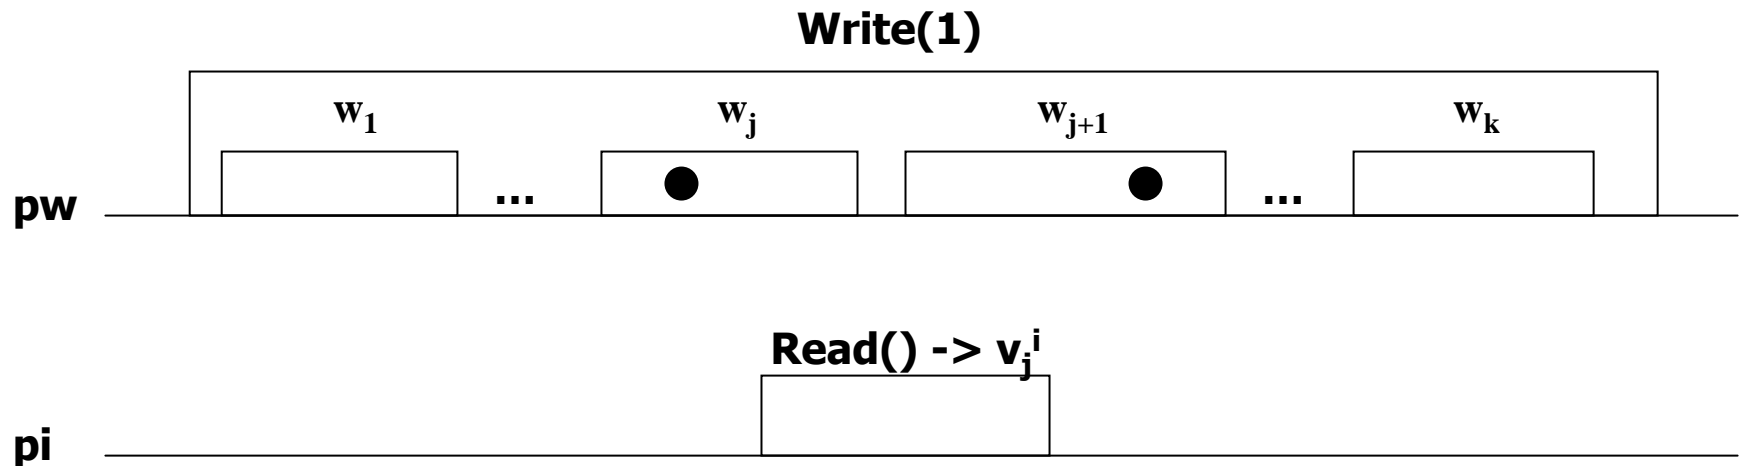 Write(1)
w₁ wⱼ wⱼ₊₁ wₖ
... ...
pw
Read() -> vⱼⁱ
pi